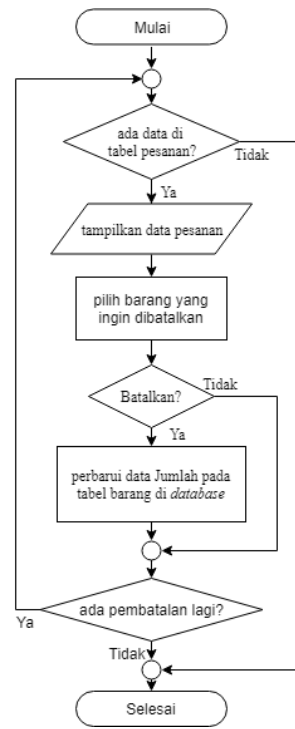 Mulai
ada data di
tabel pesanan?
Tidak
Ya
tampilkan data pesanan
pilih barang yang
ingin dibatalkan
Batalkan?
Tidak
Ya
perbarui data Jumlah pada
tabel barang di database
ada pembatalan lagi?
Ya
Tidak
Selesai